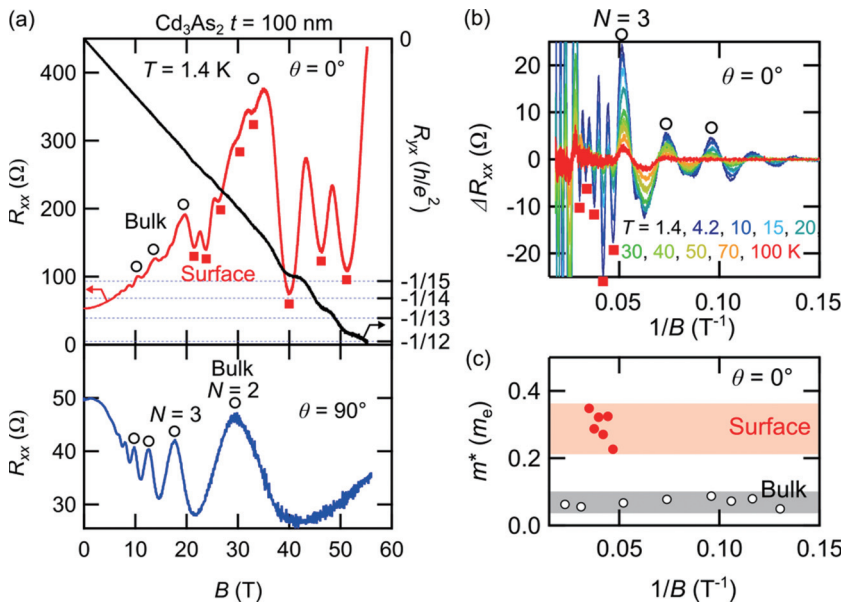 (a)
Cd₃As₂ t = 100 nm
T = 1.4 K
θ = 0°
Bulk
Surface
400
300
200
100
0
Rxx (Ω)
0
-1/15
-1/14
-1/13
-1/12
Ryx (h/e²)
Bulk
N = 2
N = 3
θ = 90°
50
40
30
Rxx (Ω)
0
10
20
30
40
50
60
B (T)
(b)
N = 3
θ = 0°
20
10
0
-10
-20
ΔRxx (Ω)
T = 1.4, 4.2, 10, 15, 20,
30, 40, 50, 70, 100 K
0.05
0.10
0.15
1/B (T⁻¹)
(c)
θ = 0°
Surface
Bulk
0.4
0.2
0.0
m* (mₑ)
0.05
0.10
0.15
1/B (T⁻¹)